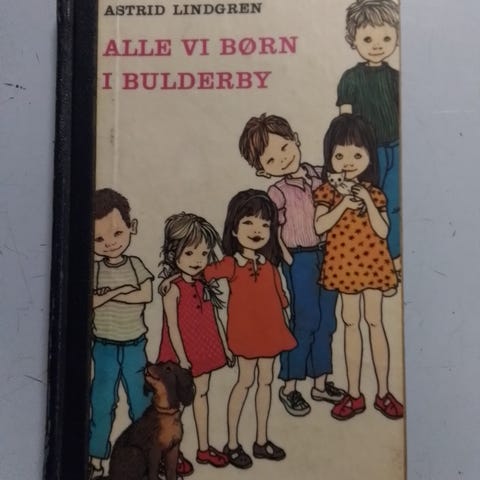 ASTRID LINDGREN
ALLE VI BØRN
I BULDERBY